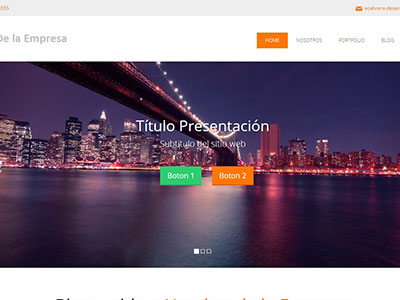 555
ecabrera.desarr
De la Empresa
HOME
NOSOTROS
PORTFOLIO
BLOG
Título Presentación
Subtitulo del sitio web
Boton 1
Boton 2